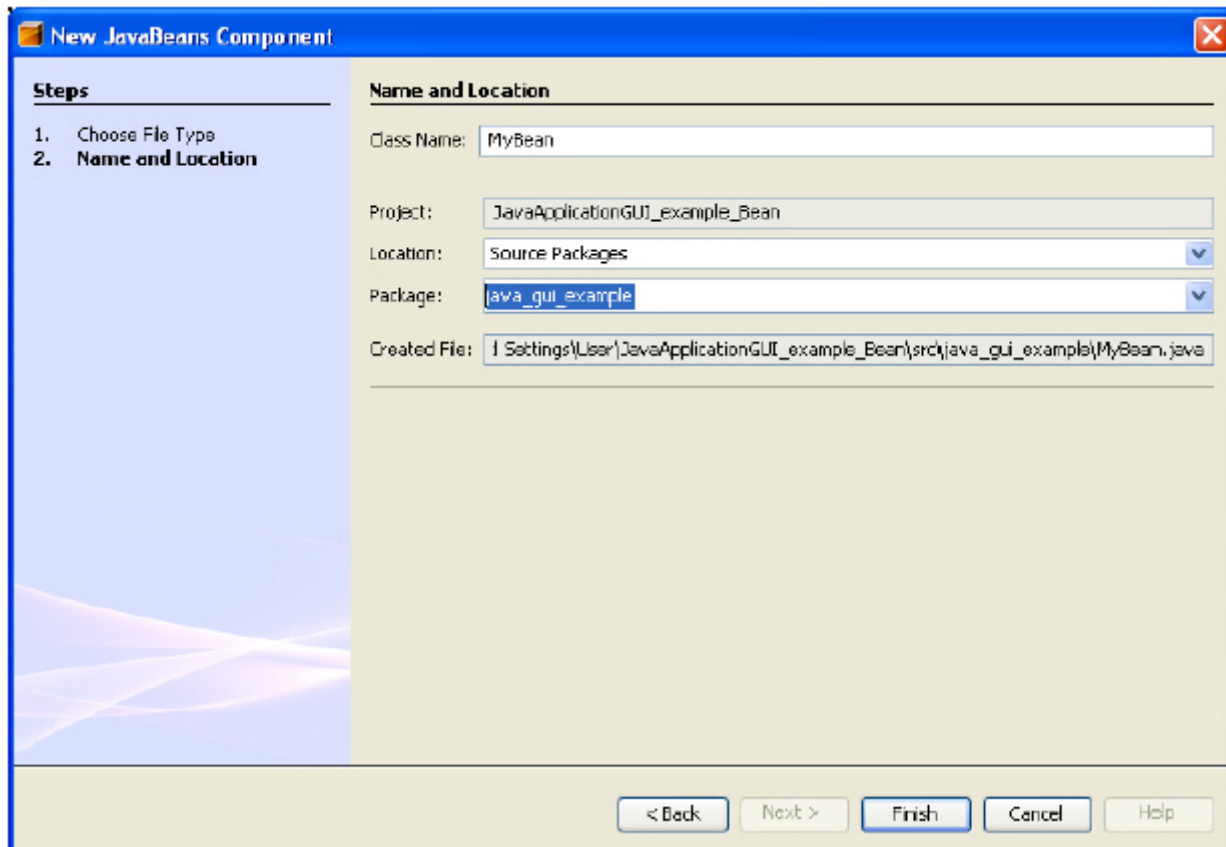 New JavaBeans Component
Steps
1. Choose File Type
2. Name and Location
Name and Location
Class Name: MyBean
Project: JavaApplicationGUI_example_Bean
Location: Source Packages
Package: java_gui_example
Created File: Settings\User\JavaApplicationGUI_example_Bean\src\java_gui_example\MyBean.java
< Back Next > Finish Cancel Help